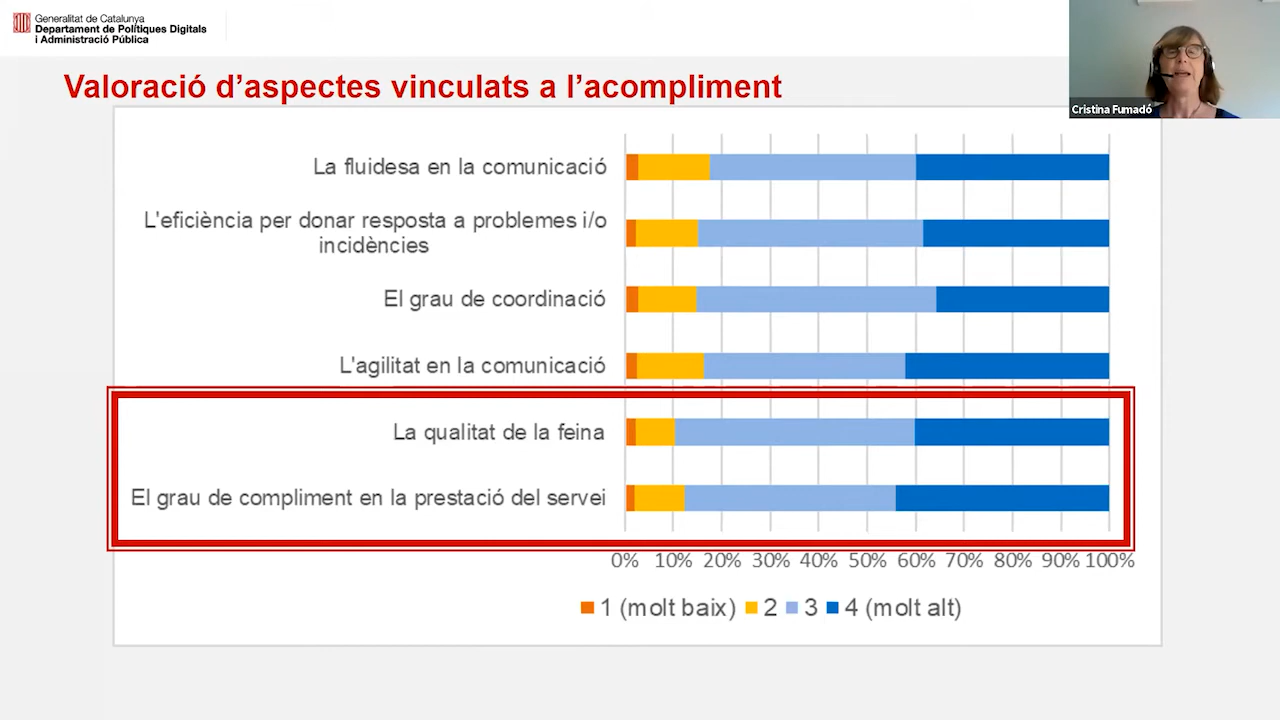 Generalitat de Catalunya
Departament de Polítiques Digitals
i Administració Pública
Cristina Fumadó
Valoració d'aspectes vinculats a l'acompliment
La fluidesa en la comunicació
L'eficiència per donar resposta a problemes i/o
incidències
El grau de coordinació
L'agilitat en la comunicació
La qualitat de la feina
El grau de compliment en la prestació del servei
0% 10% 20% 30% 40% 50% 60% 70% 80% 90% 100%
1 (molt baix) 2 3 4 (molt alt)